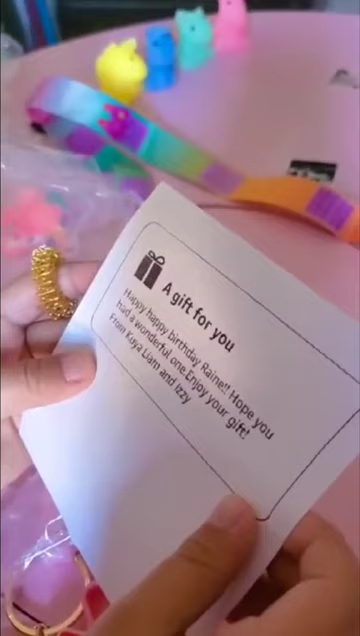 A gift for you
Happy happy birthday Raine!! Hope you
had a wonderful one.Enjoy your gift!
From Kuya Liam and Izzy